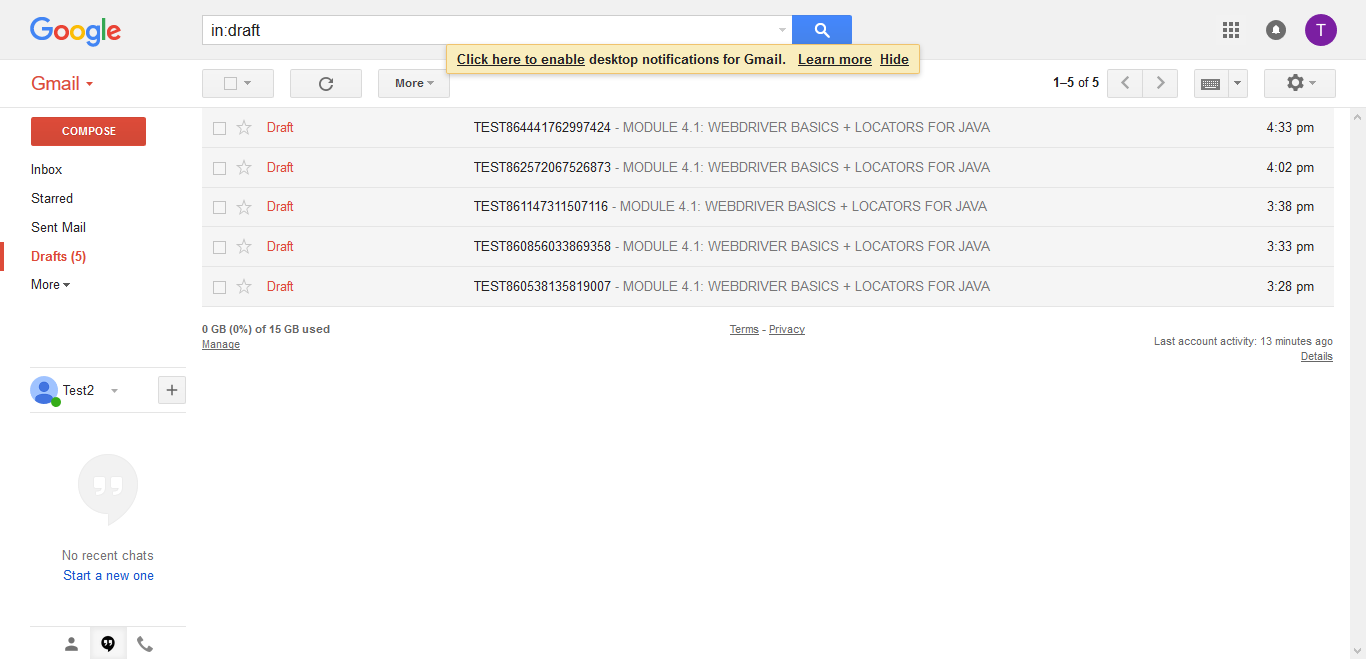 Google
in:draft
T
Click here to enable desktop notifications for Gmail. Learn more Hide
Gmail
More
1–5 of 5
COMPOSE
Inbox
Starred
Sent Mail
Drafts (5)
More
Draft TEST864441762997424 - MODULE 4.1: WEBDRIVER BASICS + LOCATORS FOR JAVA 4:33 pm
Draft TEST862572067526873 - MODULE 4.1: WEBDRIVER BASICS + LOCATORS FOR JAVA 4:02 pm
Draft TEST861147311507116 - MODULE 4.1: WEBDRIVER BASICS + LOCATORS FOR JAVA 3:38 pm
Draft TEST860856033869358 - MODULE 4.1: WEBDRIVER BASICS + LOCATORS FOR JAVA 3:33 pm
Draft TEST860538135819007 - MODULE 4.1: WEBDRIVER BASICS + LOCATORS FOR JAVA 3:28 pm
0 GB (0%) of 15 GB used
Manage
Terms - Privacy
Last account activity: 13 minutes ago
Details
Test2
No recent chats
Start a new one